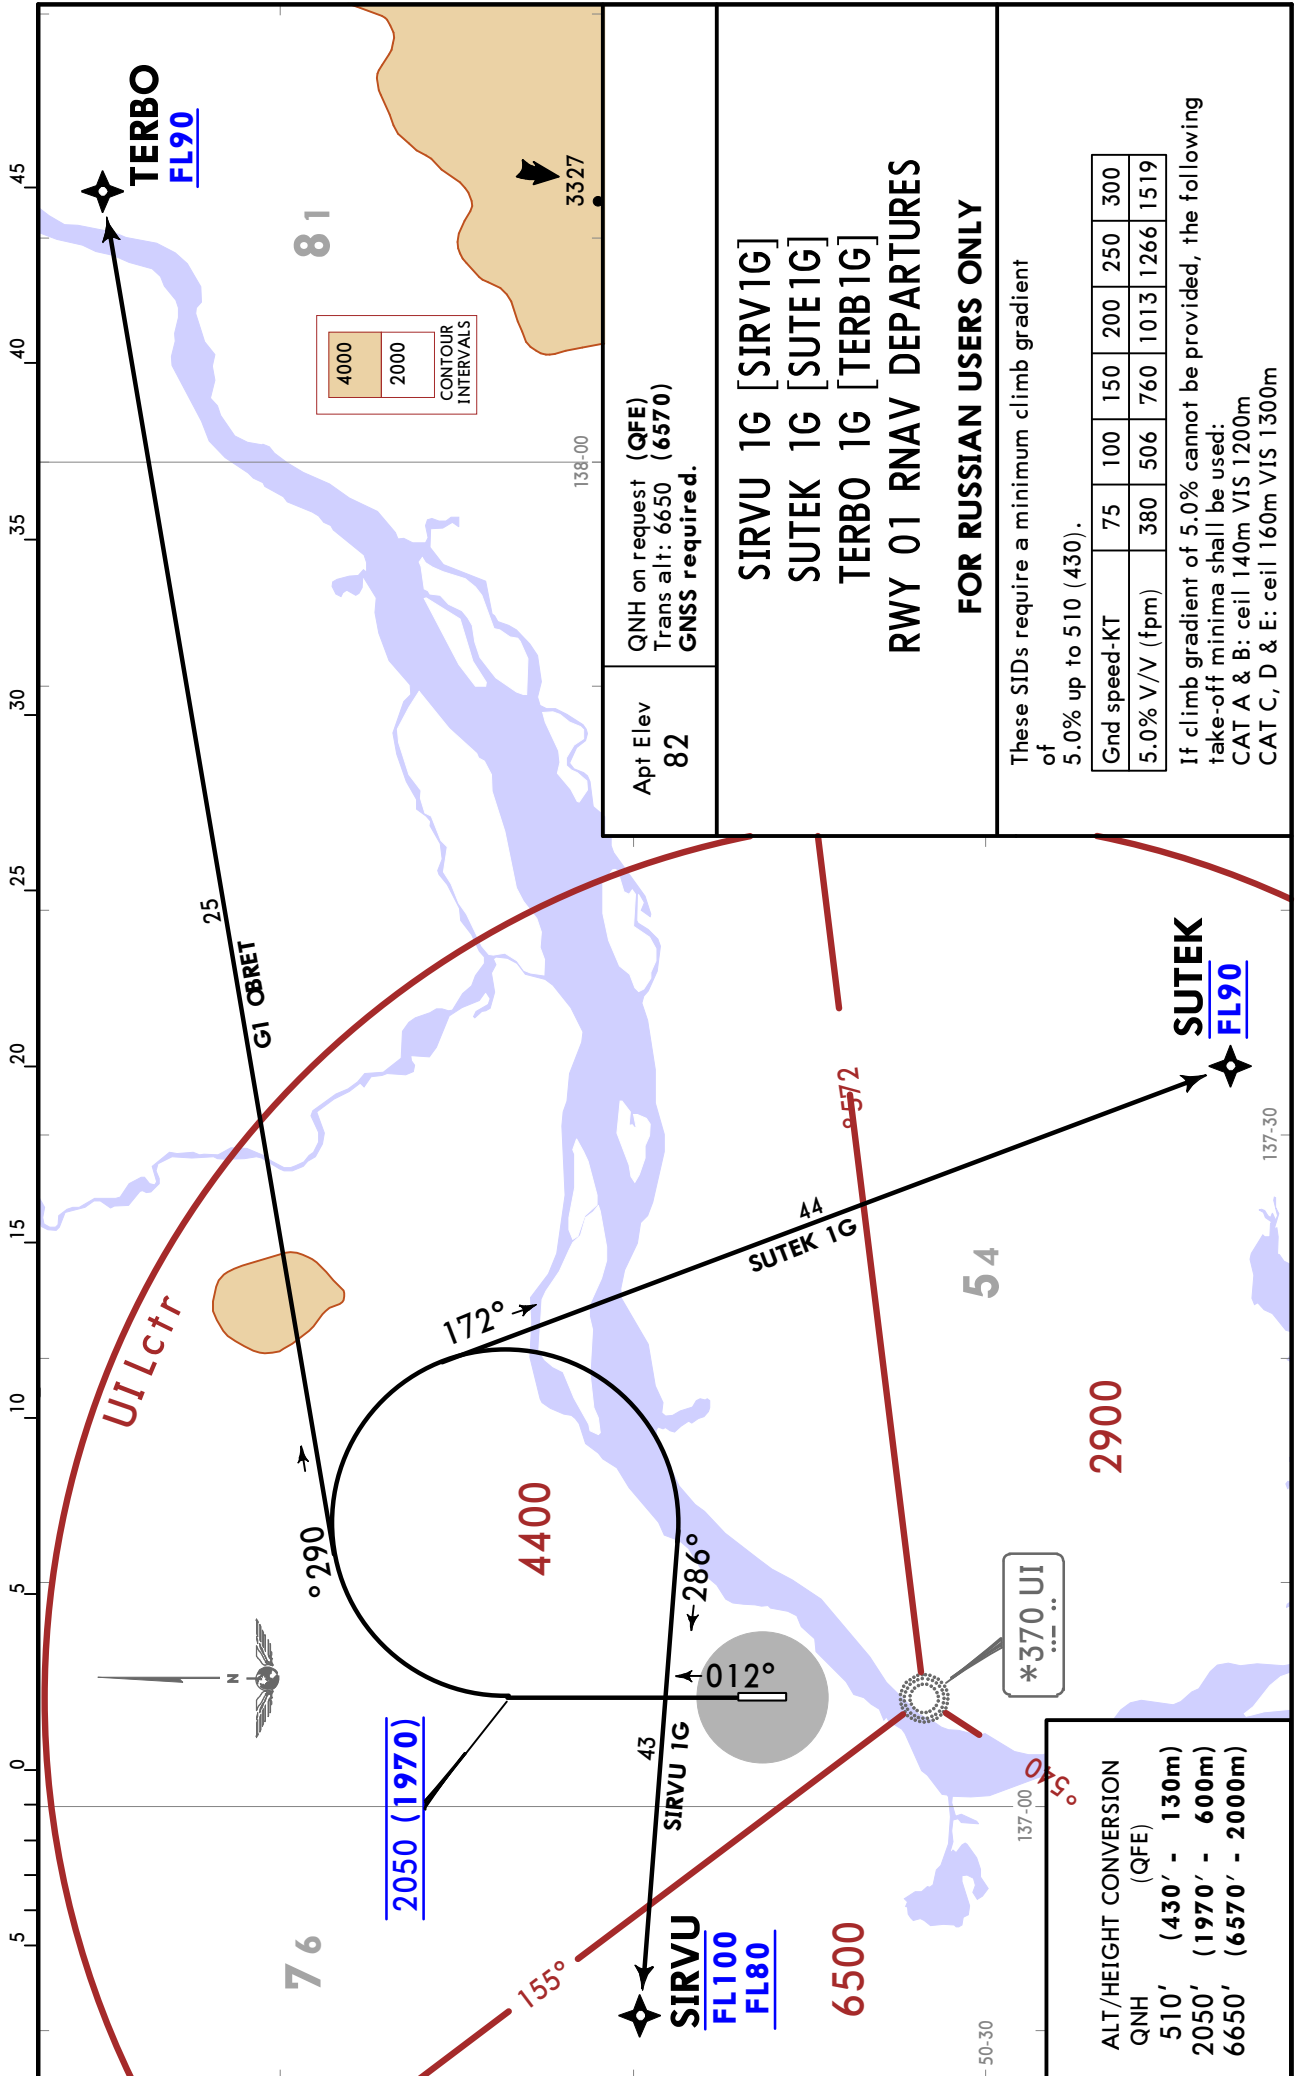 Apt Elev
82
QNH on request (QFE)
Trans alt: 6650 (6570)
GNSS required.
SIRVU 1G [SIRV1G]
SUTEK 1G [SUTE1G]
TERBO 1G [TERB1G]
RWY 01 RNAV DEPARTURES
FOR RUSSIAN USERS ONLY
These SIDs require a minimum climb gradient
of
5.0% up to 510 (430).
Gnd speed-KT 75 100 150 200 250 300
5.0% V/V (fpm) 380 506 760 1013 1266 1519
If climb gradient of 5.0% cannot be provided, the following
take-off minima shall be used:
CAT A & B: ceil 140m VIS 1200m
CAT C, D & E: ceil 160m VIS 1300m
5 0 5 10 15 20 25 30 35 40 45
TERBO
FL90
81
4000
2000
CONTOUR
INTERVALS
3327
138-00
25
G1 OBRET
UI Lctr
290°
N
2050 (1970)
172°
44
SUTEK 1G
SUTEK
FL90
137-30
572°
54
2900
4400
286°
012°
43
SIRVU 1G
SIRVU
FL100
FL80
76
155°
6500
*370 UI
540°
137-00
50-30
ALT/HEIGHT CONVERSION
QNH (QFE)
510' (430' - 130m)
2050' (1970' - 600m)
6650' (6570' - 2000m)